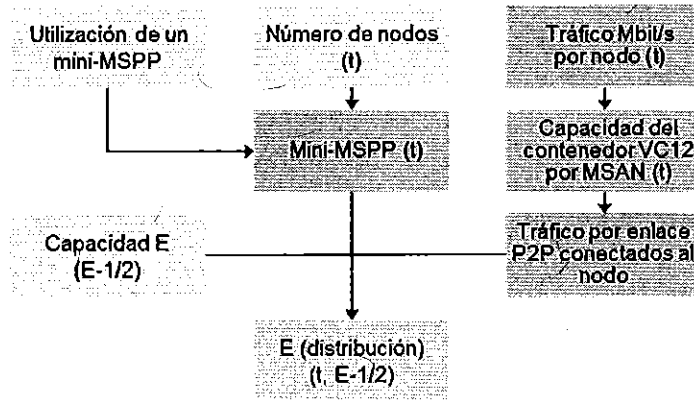 Utilización de un
mini-MSPP
Número de nodos
(t)
Tráfico Mbit/s
por nodo (t)
Mini-MSPP (t)
Capacidad del
contenedor VC12
por MSAN (t)
Capacidad E
(E-1/2)
Tráfico por enlace
P2P conectados al
nodo
E (distribución)
(t, E-1/2)